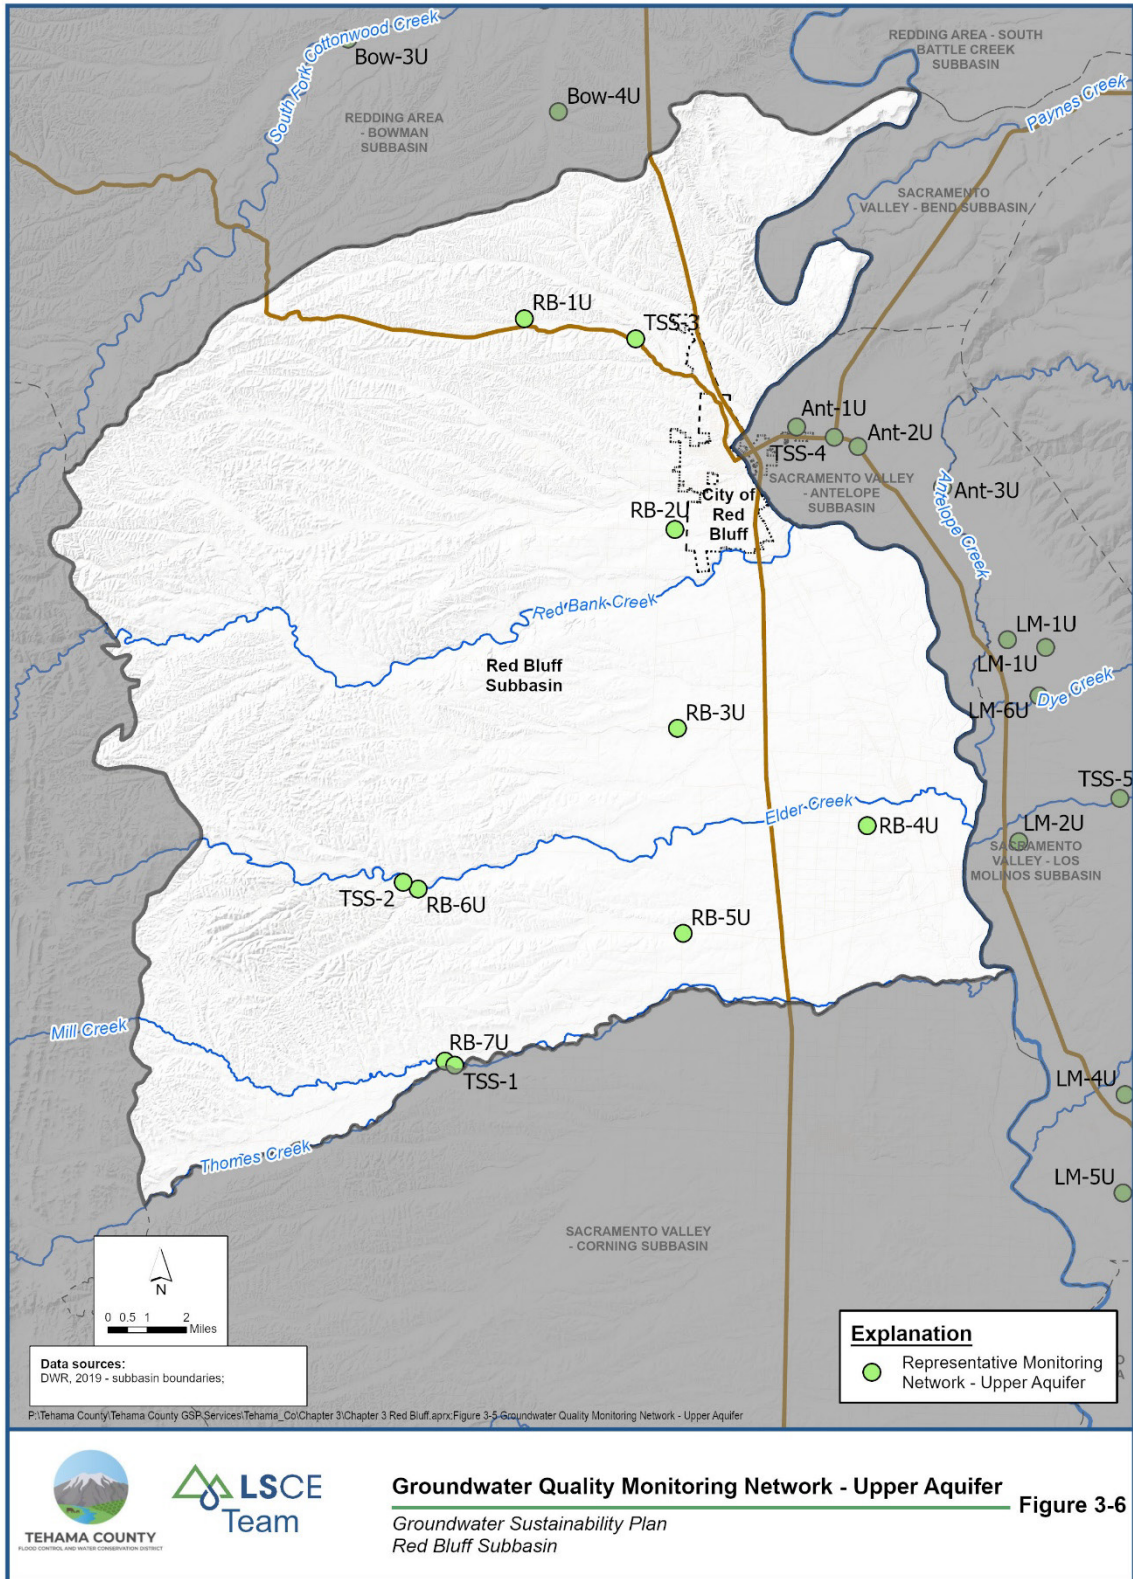 South Fork Cottonwood Creek
Bow-3U
REDDING AREA - SOUTH
BATTLE CREEK
SUBBASIN
Bow-4U
REDDING AREA
- BOWMAN
SUBBASIN
Paynes Creek
SACRAMENTO
VALLEY - BEND SUBBASIN
RB-1U
TSS-3
Ant-1U
Ant-2U
TSS-4
SACRAMENTO VALLEY
- ANTELOPE
SUBBASIN
Ant-3U
Antelope Creek
City of
Red
Bluff
RB-2U
Red Bank Creek
LM-1U
LM-1U
Red Bluff
Subbasin
LM-6U
Dye Creek
RB-3U
TSS-5
Elder Creek
RB-4U
LM-2U
SACRAMENTO
VALLEY - LOS
MOLINOS SUBBASIN
TSS-2
RB-6U
RB-5U
Mill Creek
RB-7U
TSS-1
LM-4U
Thomes Creek
LM-5U
SACRAMENTO VALLEY
- CORNING SUBBASIN
N
0 0.5 1 2
Miles
Explanation
Representative Monitoring
Network - Upper Aquifer
Data sources:
DWR, 2019 - subbasin boundaries;
P:\Tehama County\Tehama County GSP Services\Tehama_Co\Chapter 3\Chapter 3 Red Bluff.aprx:Figure 3-5 Groundwater Quality Monitoring Network - Upper Aquifer
TEHAMA COUNTY
FLOOD CONTROL AND WATER CONSERVATION DISTRICT
LSCE
Team
Groundwater Quality Monitoring Network - Upper Aquifer
Figure 3-6
Groundwater Sustainability Plan
Red Bluff Subbasin